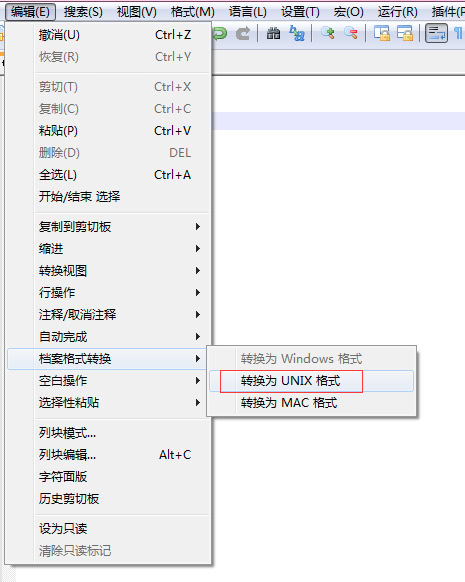 编辑(E) 搜索(S) 视图(V) 格式(M) 语言(L) 设置(T) 宏(O) 运行(R) 插件(P
撤消(U) Ctrl+Z
恢复(R) Ctrl+Y
剪切(T) Ctrl+X
复制(C) Ctrl+C
粘贴(P) Ctrl+V
删除(D) DEL
全选(L) Ctrl+A
开始/结束 选择
复制到剪切板
缩进
转换视图
行操作
注释/取消注释
自动完成
档案格式转换
转换为 Windows 格式
空白操作
转换为 UNIX 格式
选择性粘贴
转换为 MAC 格式
列块模式...
列块编辑... Alt+C
字符面版
历史剪切板
设为只读
清除只读标记